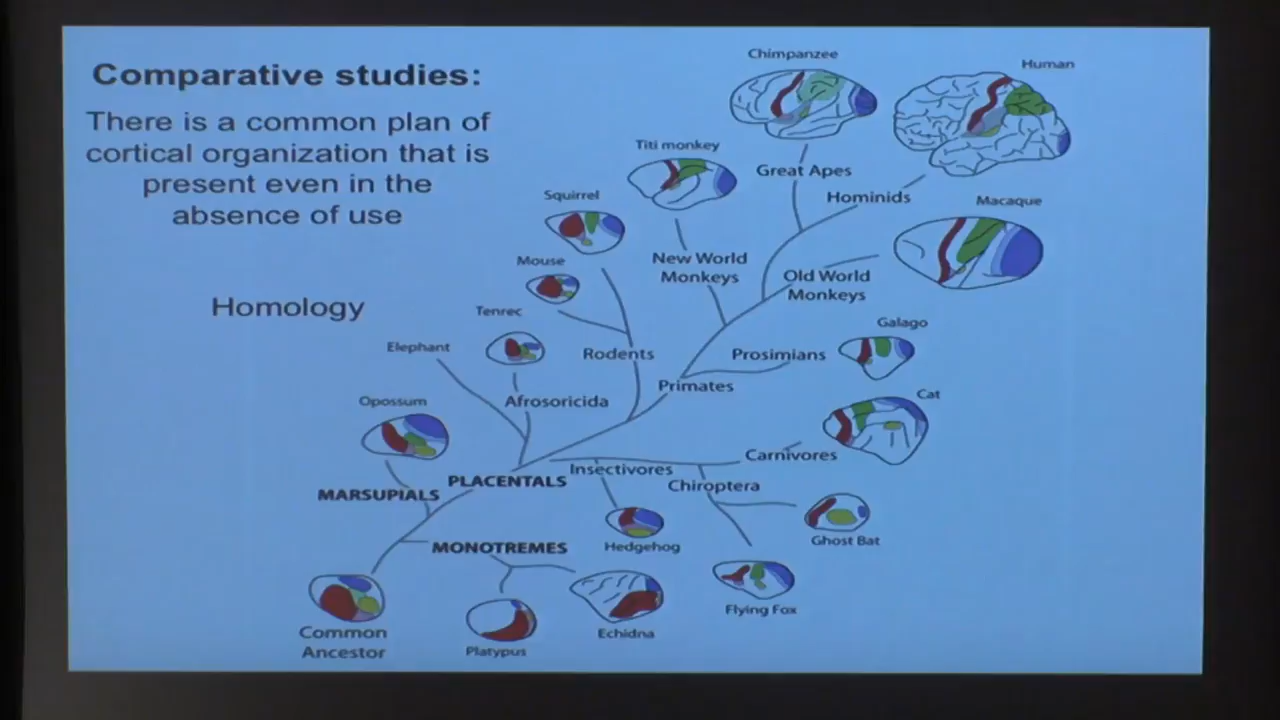 Comparative studies:
There is a common plan of
cortical organization that is
present even in the
absence of use
Homology
Chimpanzee
Human
Titi monkey
Great Apes
Hominids
Squirrel
Macaque
New World
Monkeys
Mouse
Old World
Monkeys
Tenrec
Galago
Elephant
Rodents
Prosimians
Primates
Afrosoricida
Opossum
Cat
Carnivores
Insectivores
PLACENTALS
Chiroptera
MARSUPIALS
MONOTREMES
Hedgehog
Ghost Bat
Flying Fox
Common
Ancestor
Platypus
Echidna